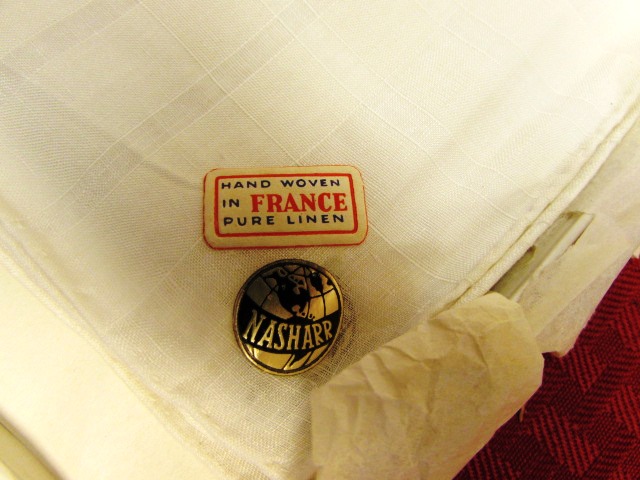 HAND WOVEN
IN FRANCE
PURE LINEN
NASHARR